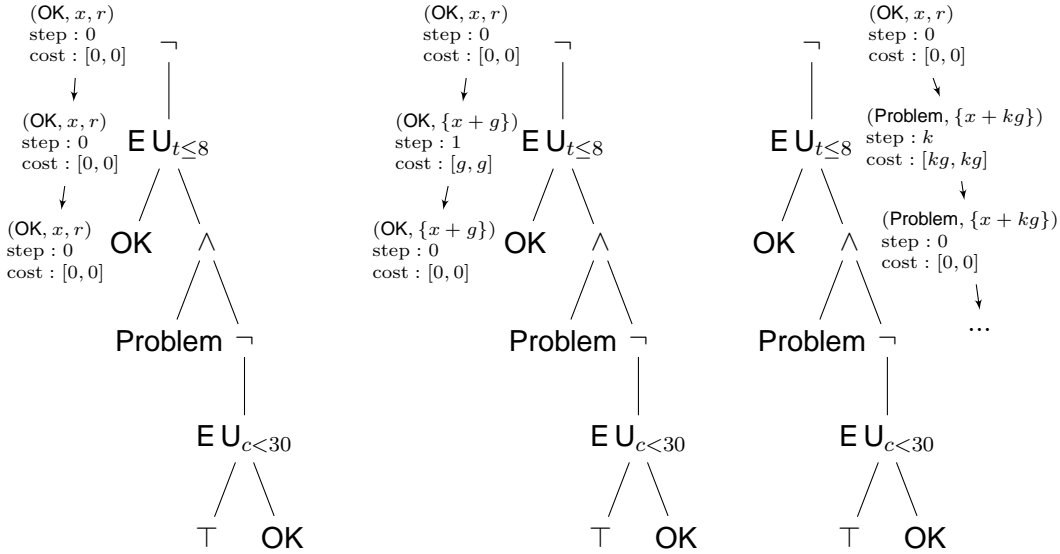 (OK, x, r)
step : 0
cost : [0, 0]
¬
(OK, x, r)
step : 0
cost : [0, 0]
E U_{t≤8}
(OK, x, r)
step : 0
cost : [0, 0]
OK
∧
Problem
¬
E U_{c<30}
⊤
OK
(OK, x, r)
step : 0
cost : [0, 0]
¬
(OK, {x + g})
step : 1
cost : [g, g]
E U_{t≤8}
(OK, {x + g})
step : 0
cost : [0, 0]
OK
∧
Problem
¬
E U_{c<30}
⊤
OK
¬
(OK, x, r)
step : 0
cost : [0, 0]
E U_{t≤8}
(Problem, {x + kg})
step : k
cost : [kg, kg]
OK
∧
(Problem, {x + kg})
step : 0
cost : [0, 0]
...
Problem
¬
E U_{c<30}
⊤
OK